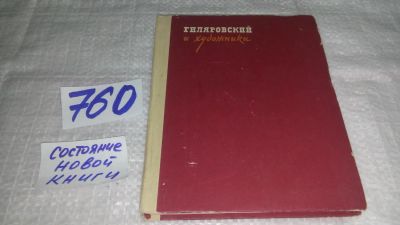 ГИЛЯРОВСКИЙ
и художники
760
СОСТОЯНИЕ
НОВОЙ
КНИГИ